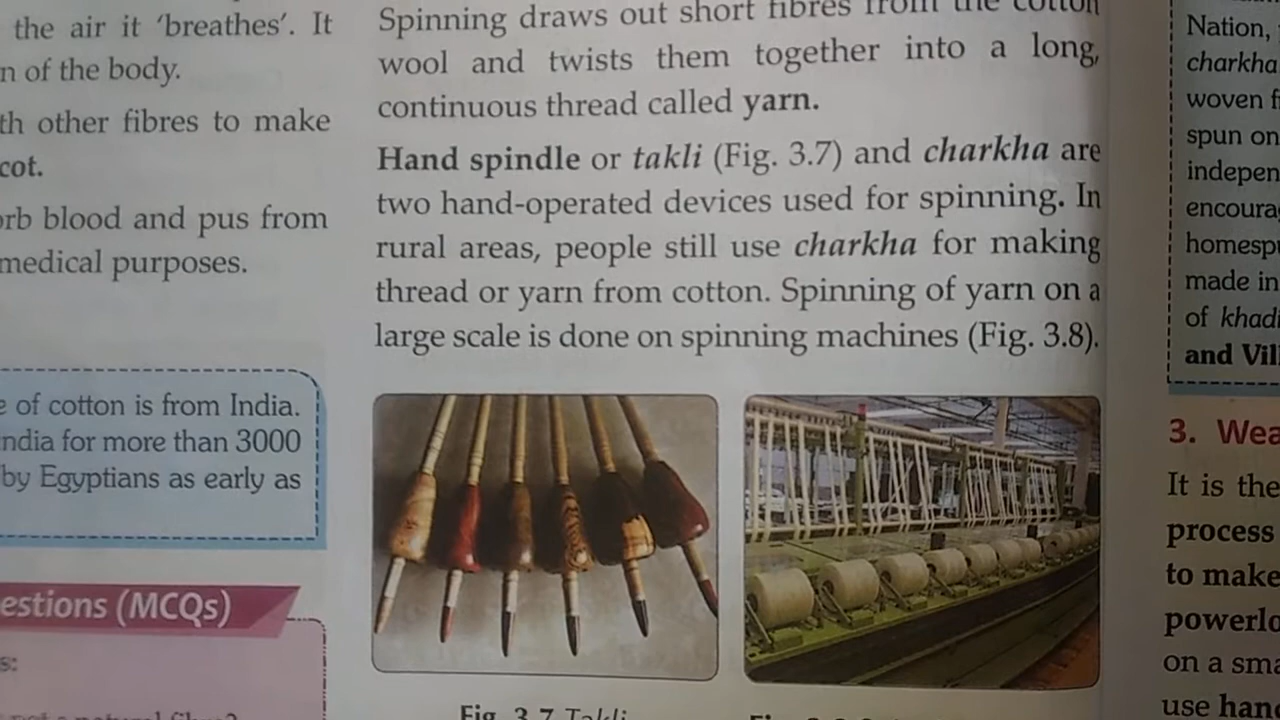 the air it ‘breathes’. It
n of the body.
th other fibres to make
cot.
orb blood and pus from
medical purposes.
e of cotton is from India.
ndia for more than 3000
by Egyptians as early as
estions (MCQs)
s:
Spinning draws out short fibres from the cotton
wool and twists them together into a long,
continuous thread called yarn.
Hand spindle or takli (Fig. 3.7) and charkha are
two hand-operated devices used for spinning. In
rural areas, people still use charkha for making
thread or yarn from cotton. Spinning of yarn on a
large scale is done on spinning machines (Fig. 3.8).
Fig. 3.7 Takli
Nation,
charkha
woven f
spun on
indepen
encoura
homesp
made in
of khadi
and Vil
3. Wea
It is the
process
to make
powerlo
on a sma
use hand